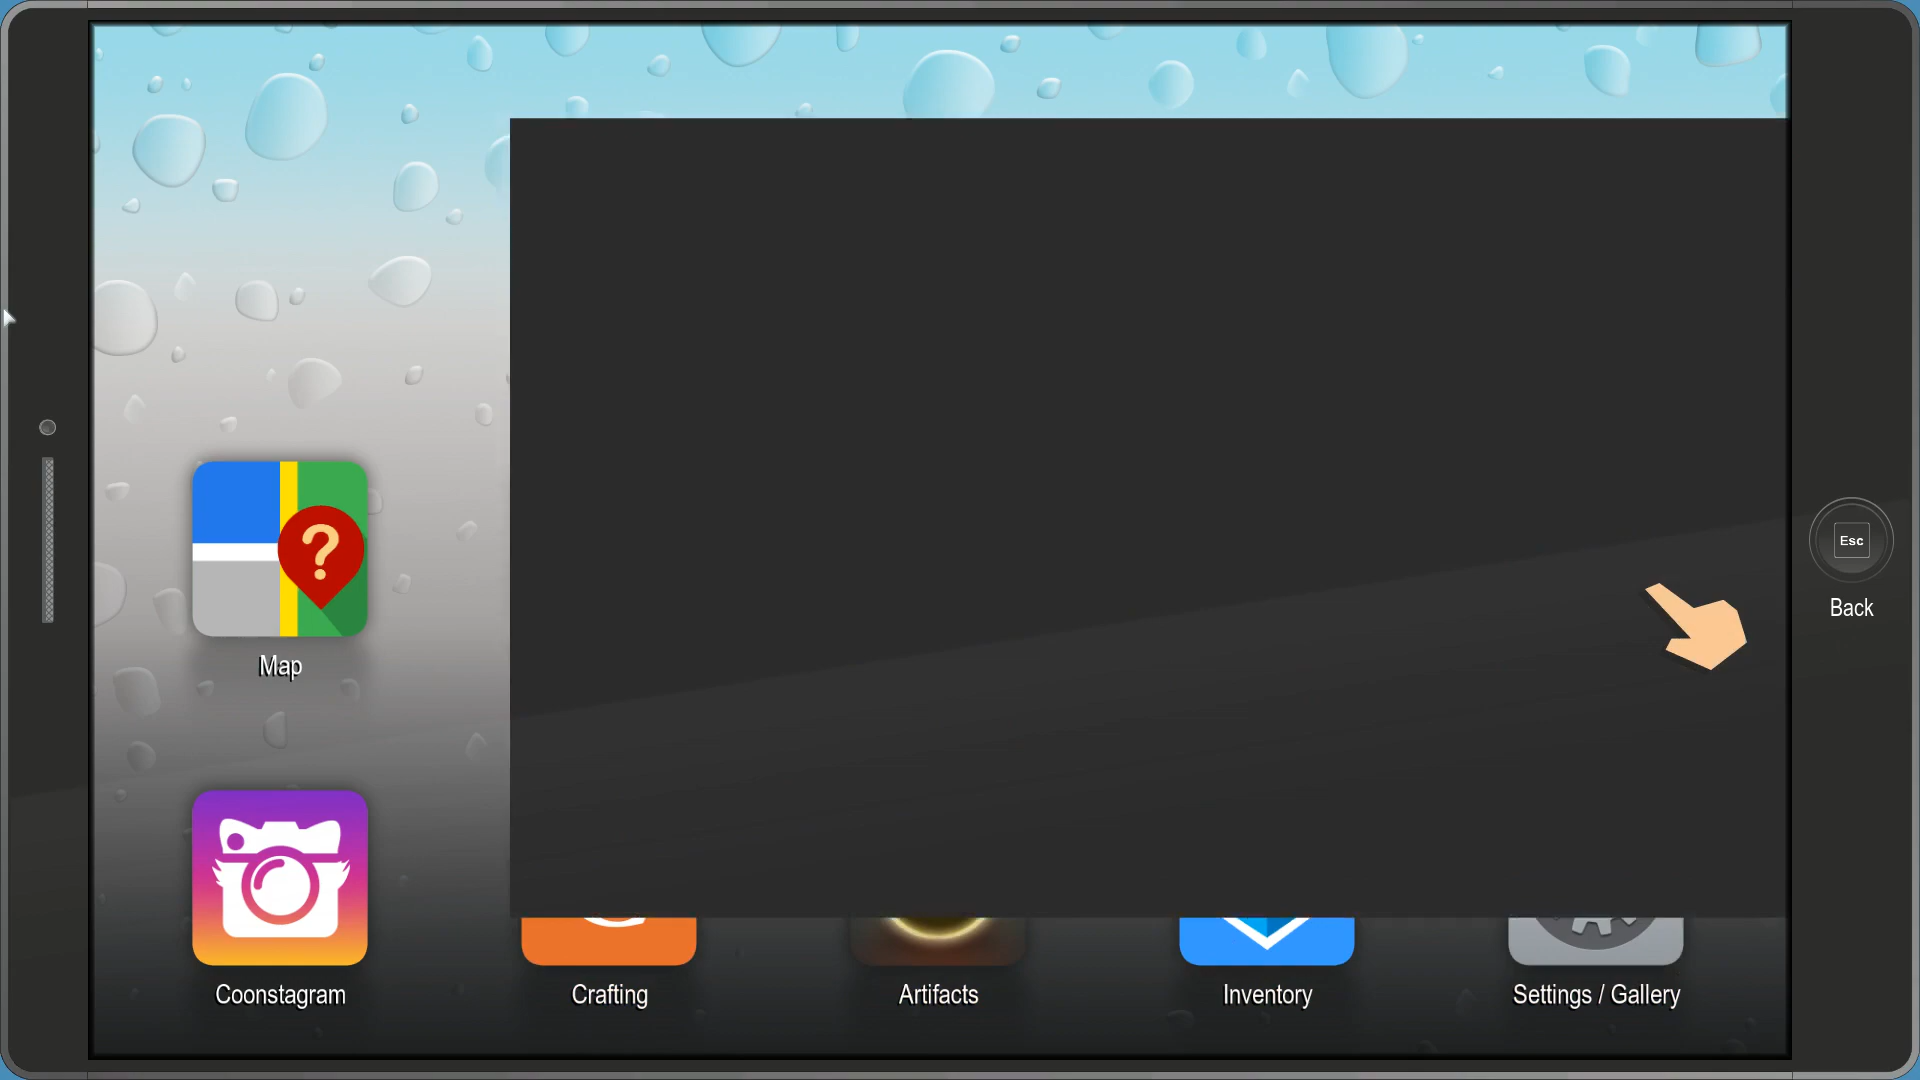 ?
Esc
Back
Map
Coonstagram
Crafting
Artifacts
Inventory
Settings / Gallery